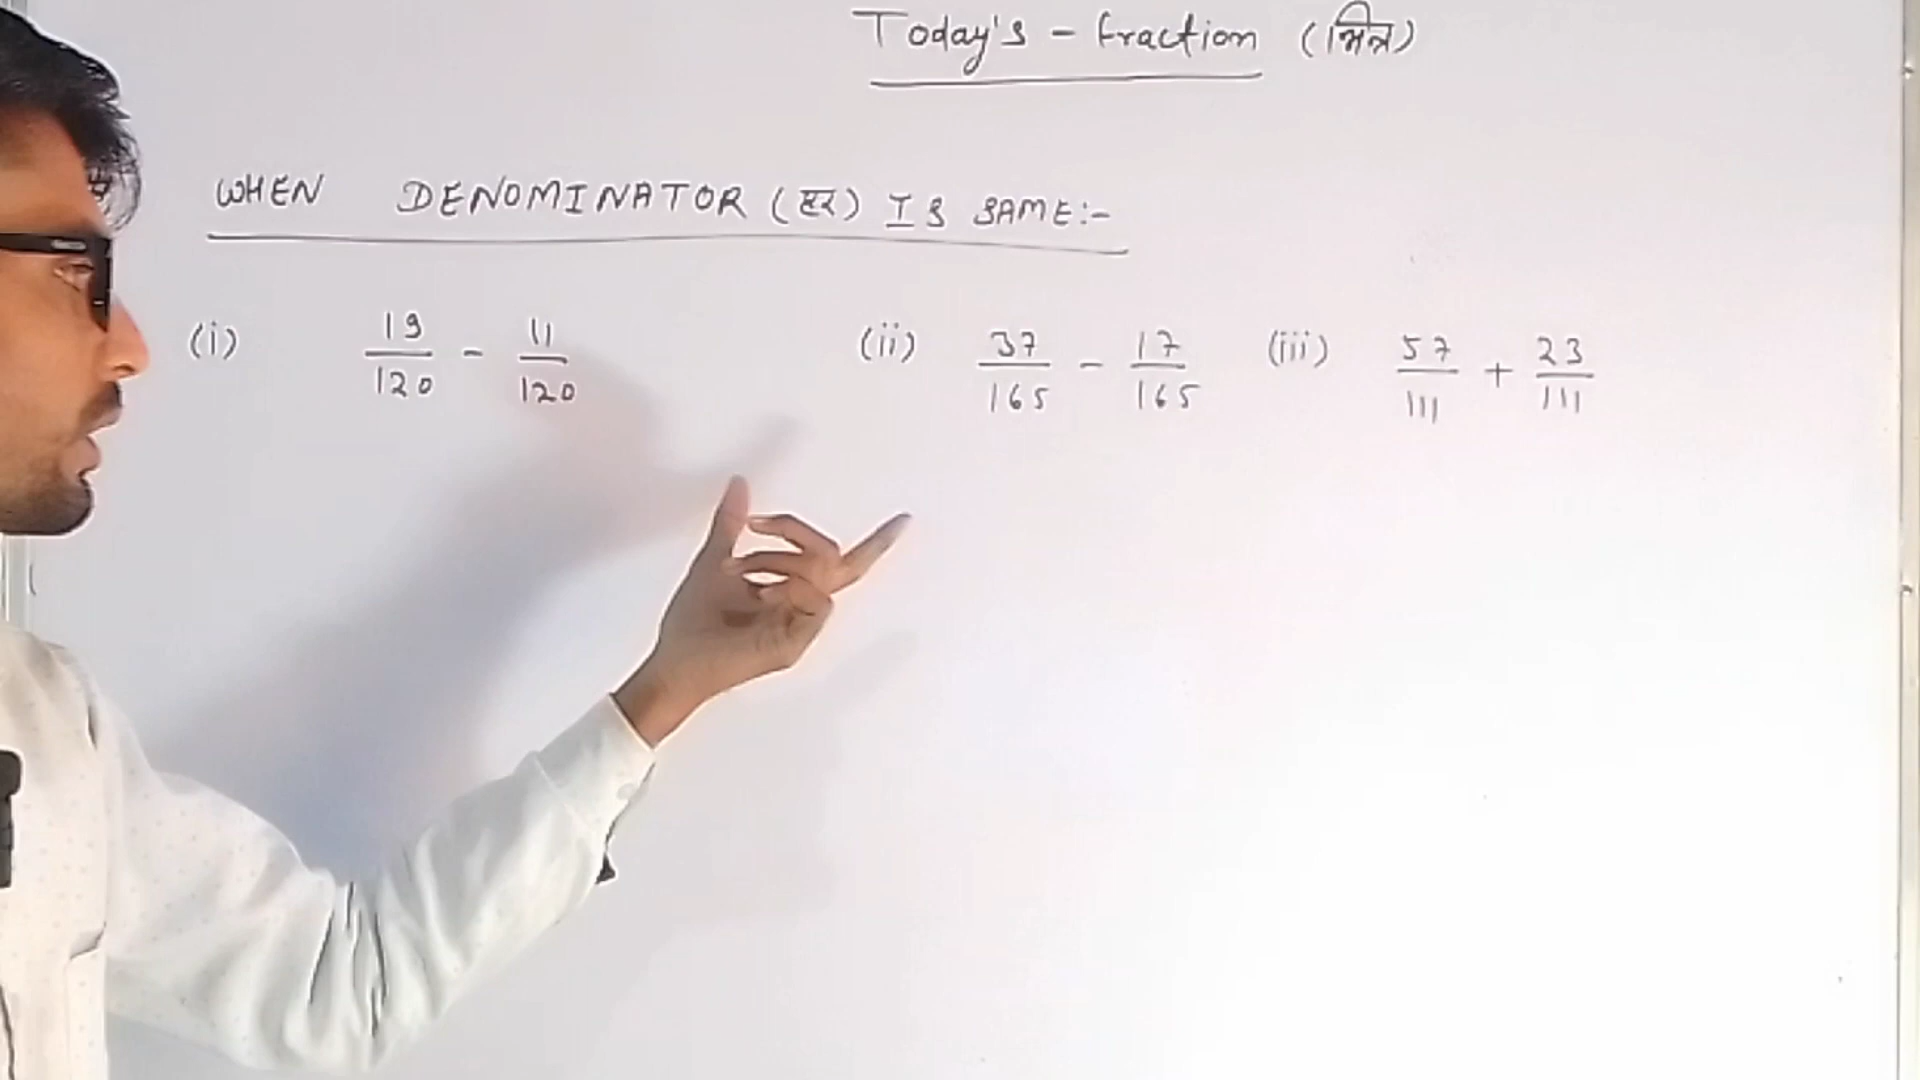 Today's - fraction (भिन्न)
WHEN DENOMINATOR (हर) IS SAME:-
(i) 19/120 - 11/120 (ii) 37/165 - 17/165 (iii) 57/111 + 23/111